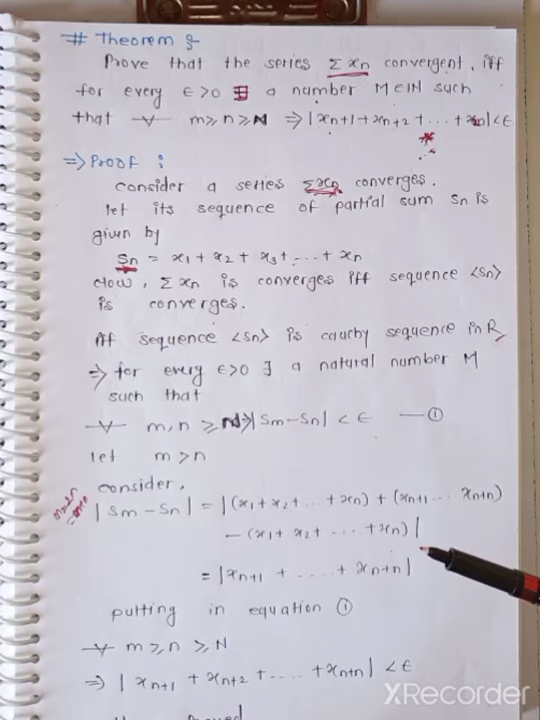 # Theorem :
Prove that the series Σxn convergent, iff
for every ϵ>0 ∃ a number M∈IN such
that ∀ m≥n≥N ⇒ |xn+1+xn+2+...+xn|<ϵ
⇒ Proof :
consider a series Σxn converges.
let its sequence of partial sum Sn is
given by
Sn = x1 + x2 + x3 + ... + xn
Now, Σxn is converges iff sequence <Sn>
is converges.
iff sequence <Sn> is cauchy sequence in R
⇒ for every ϵ>0 ∃ a natural number M
such that
∀ m,n ≥ N ⇒ |Sm-Sn| < ϵ — ①
let m>n
consider,
|Sm - Sn| = |(x1+x2+...+xn) + (xn+1 ... xn+n)
- (x1+ x2+ ... +xn)|
= |xn+1 + .... + xn+n|
putting in equation ①
∀ m≥n ≥N
⇒ | xn+1 + xn+2 + .... + xn+n| <ϵ
XRecorder
proved